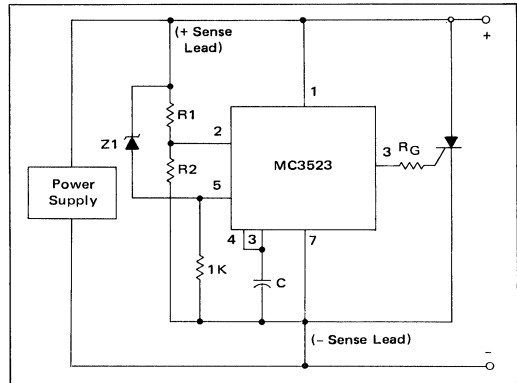 (+ Sense
Lead)
+
1
R1
Z1
2
MC3523
3
RG
R2
5
Power
Supply
4
3
7
1K
C
(– Sense Lead)
–